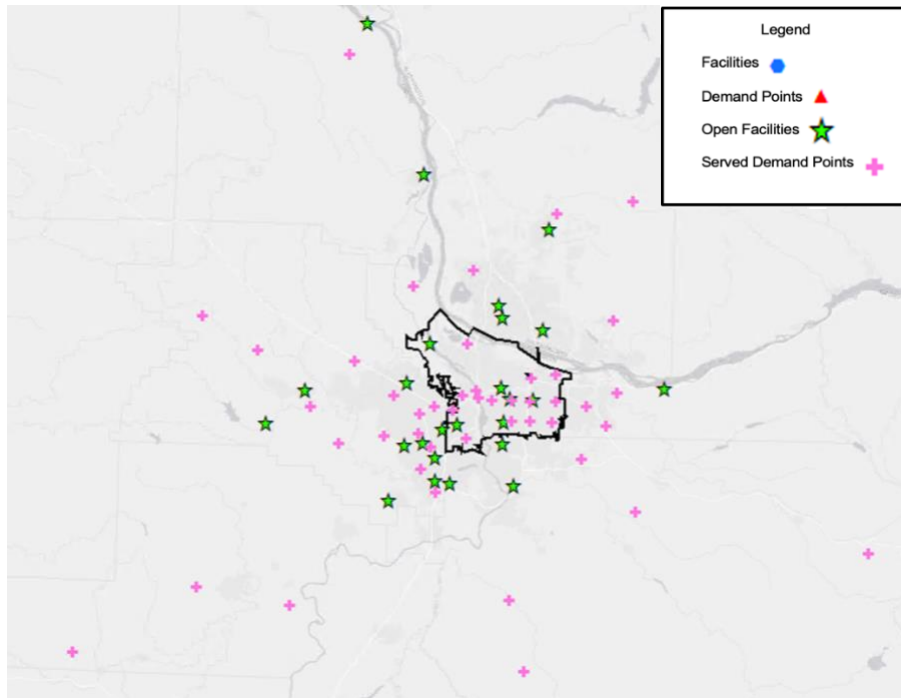 Legend
Facilities
Demand Points
Open Facilities
Served Demand Points